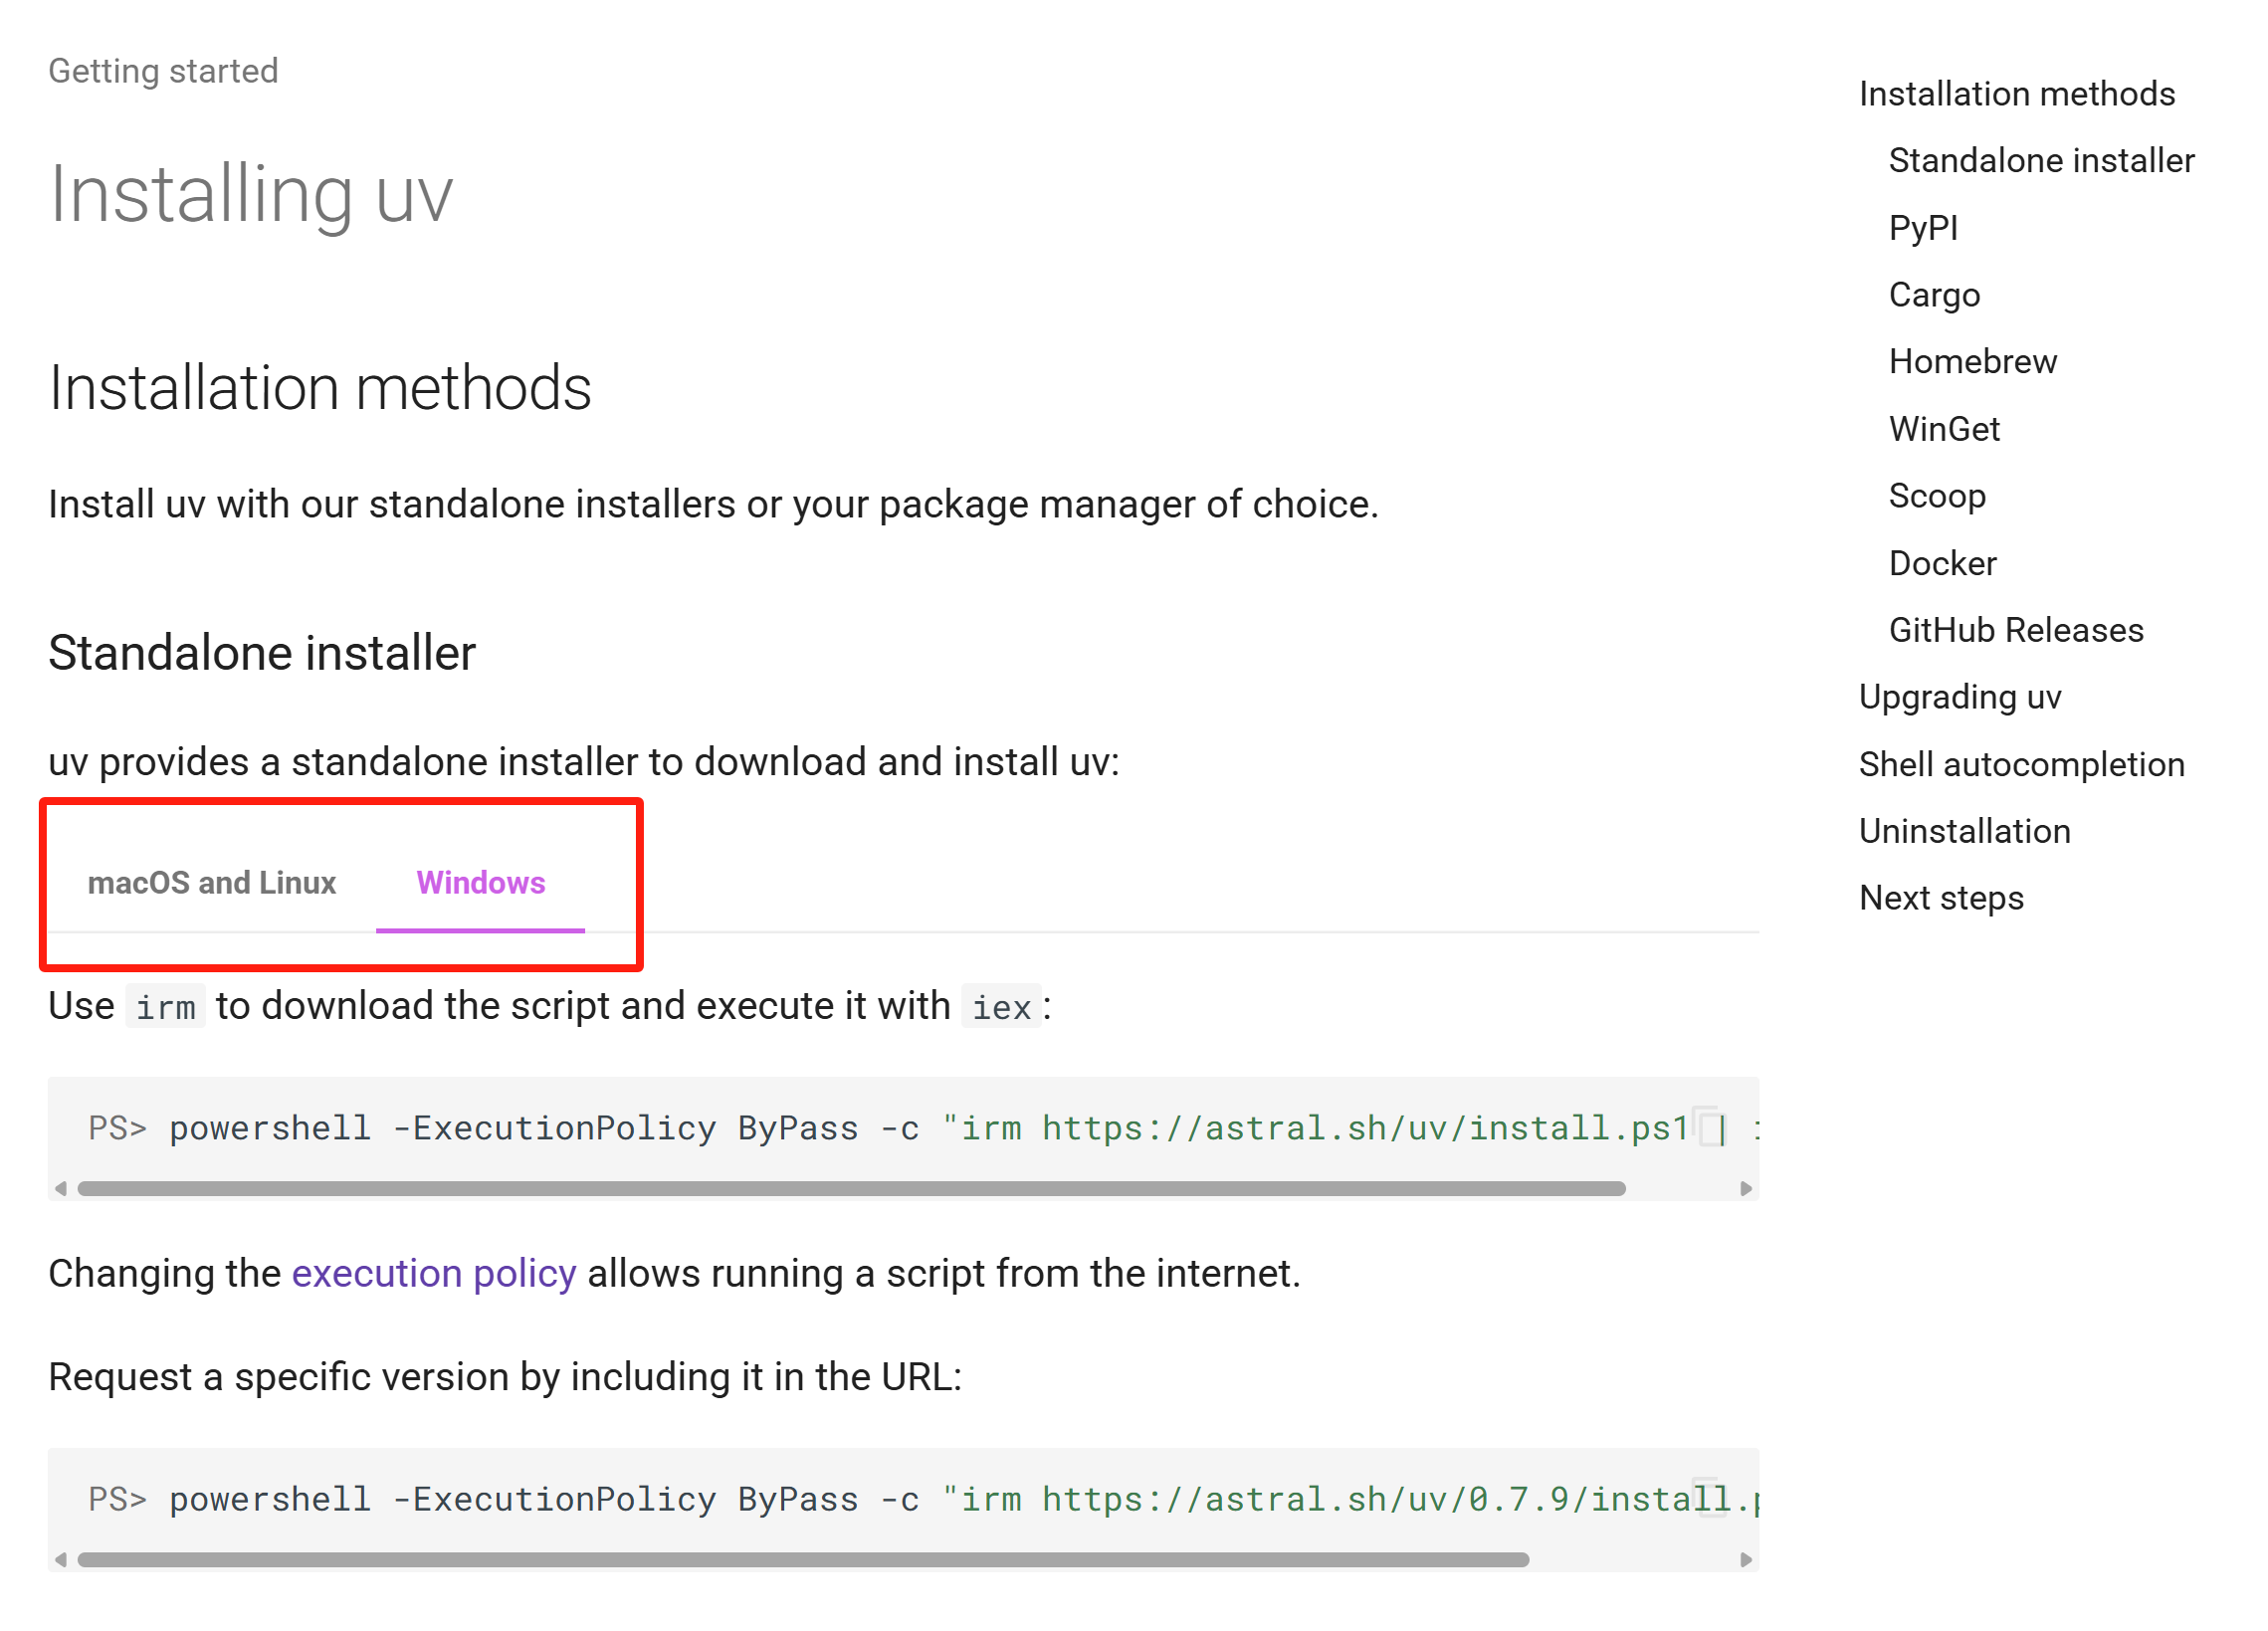 Getting started
Installing uv
Installation methods
Install uv with our standalone installers or your package manager of choice.
Standalone installer
uv provides a standalone installer to download and install uv:
macOS and Linux Windows
Use irm to download the script and execute it with iex:
PS> powershell -ExecutionPolicy ByPass -c "irm https://astral.sh/uv/install.ps1 |
Changing the execution policy allows running a script from the internet.
Request a specific version by including it in the URL:
PS> powershell -ExecutionPolicy ByPass -c "irm https://astral.sh/uv/0.7.9/install.p
Installation methods
Standalone installer
PyPI
Cargo
Homebrew
WinGet
Scoop
Docker
GitHub Releases
Upgrading uv
Shell autocompletion
Uninstallation
Next steps